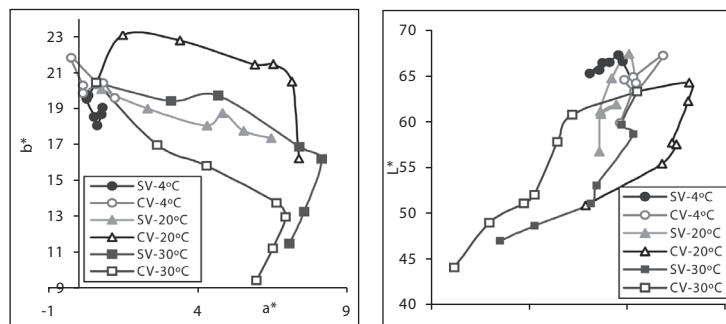 23
21
19
17
15
13
11
9
b*
SV-4ºC
CV-4ºC
SV-20ºC
CV-20ºC
SV-30ºC
CV-30ºC
-1
4
9
a*
70
65
60
55
50
45
40
L*
SV-4ºC
CV-4ºC
SV-20ºC
CV-20ºC
SV-30ºC
CV-30ºC